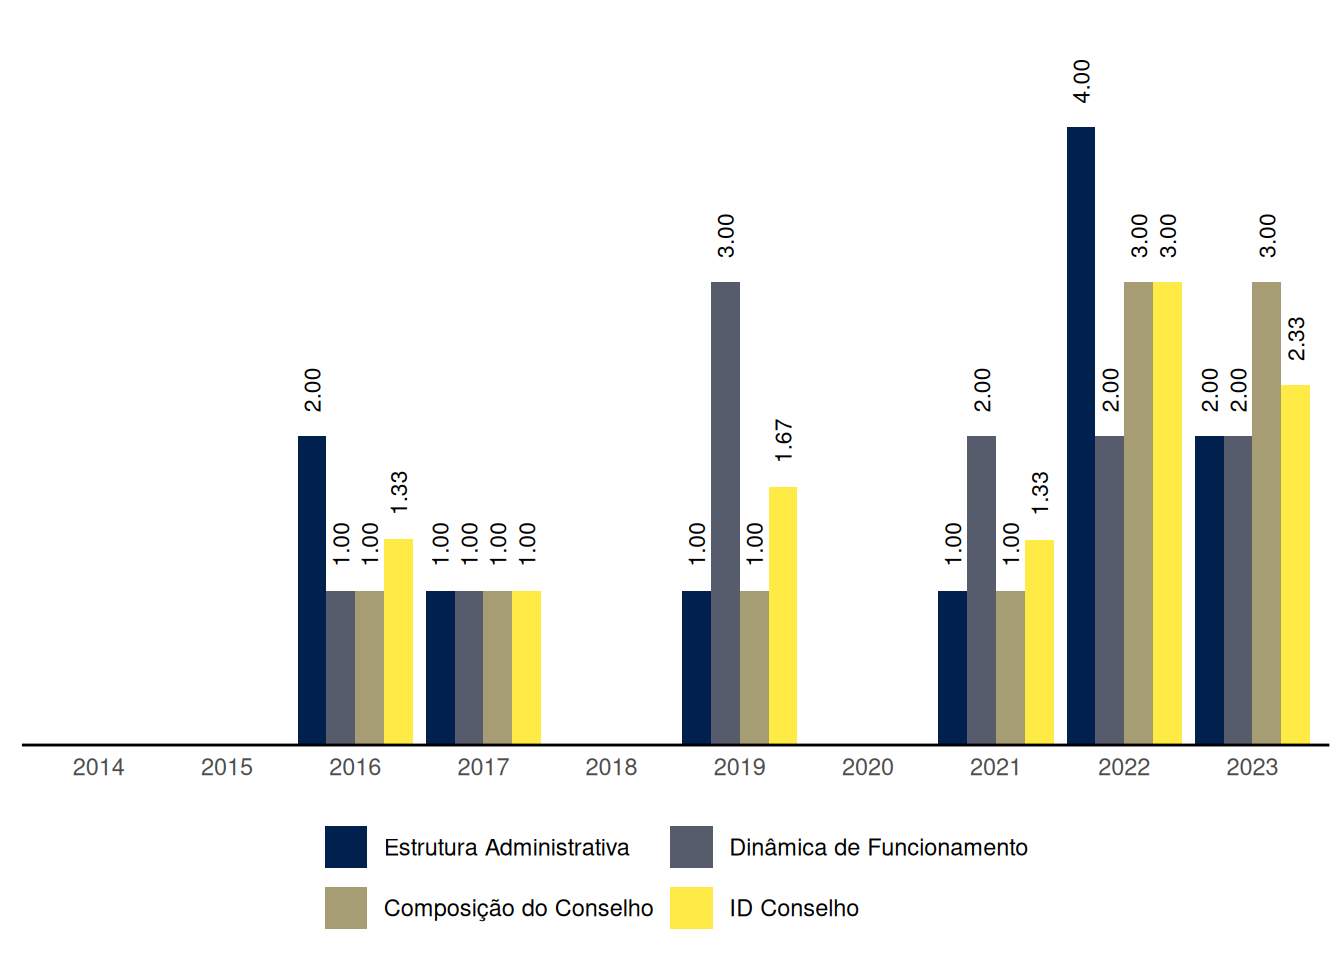 4.00
3.00 3.00 3.00 3.00
2.33
2.00 2.00 2.00 2.00 2.00
1.67
1.33 1.33
1.00 1.00 1.00 1.00 1.00 1.00 1.00 1.00 1.00 1.00
2014 2015 2016 2017 2018 2019 2020 2021 2022 2023
Estrutura Administrativa Dinâmica de Funcionamento
Composição do Conselho ID Conselho